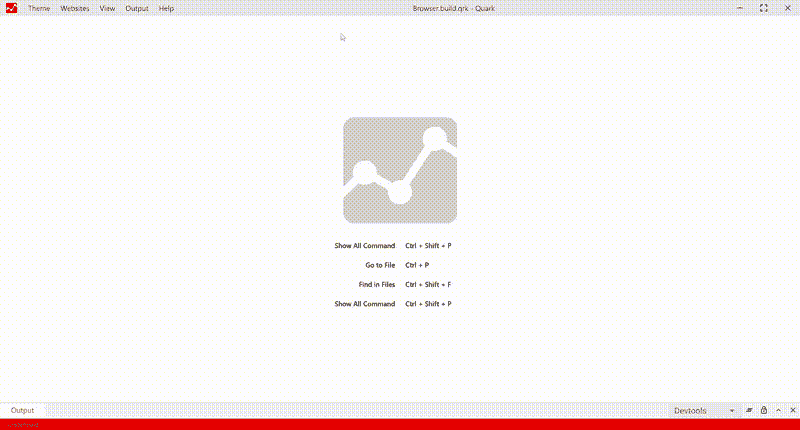 Theme Websites View Output Help Browser.build.qrk - Quark
Show All Command Ctrl + Shift + P
Go to File Ctrl + P
Find in Files Ctrl + Shift + F
Show All Command Ctrl + Shift + P
Output Devtools